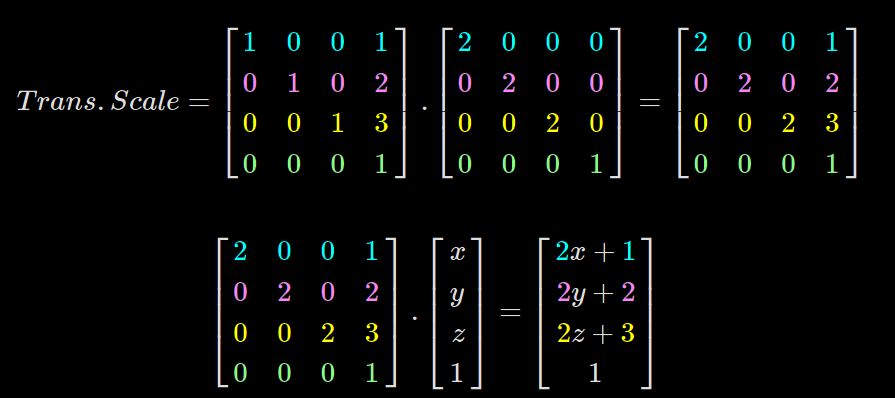 Trans.Scale = [1 0 0 1] . [2 0 0 0] = [2 0 0 1]
[0 1 0 2] [0 2 0 0] [0 2 0 2]
[0 0 1 3] [0 0 2 0] [0 0 2 3]
[0 0 0 1] [0 0 0 1] [0 0 0 1]
[2 0 0 1] . [x] = [2x + 1]
[0 2 0 2] [y] [2y + 2]
[0 0 2 3] [z] [2z + 3]
[0 0 0 1] [1] [1]